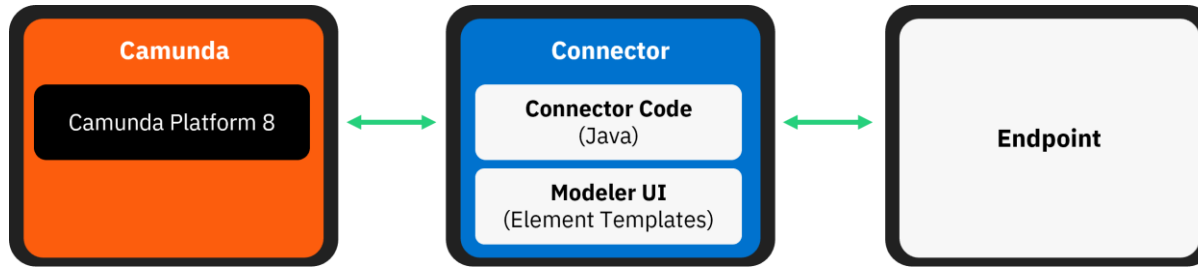 Camunda
Camunda Platform 8
Connector
Connector Code
(Java)
Modeler UI
(Element Templates)
Endpoint